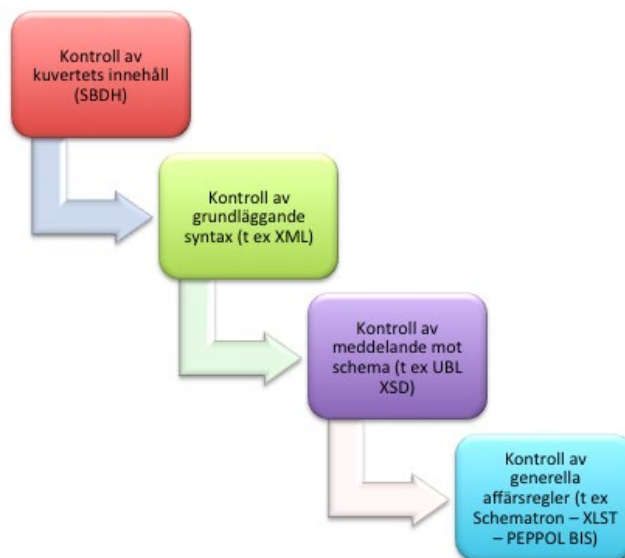 Kontroll av
kuvertets innehåll
(SBDH)
Kontroll av
grundläggande
syntax (t ex XML)
Kontroll av
meddelande mot
schema (t ex UBL
XSD)
Kontroll av
generella
affärsregler (t ex
Schematron – XLST
– PEPPOL BIS)